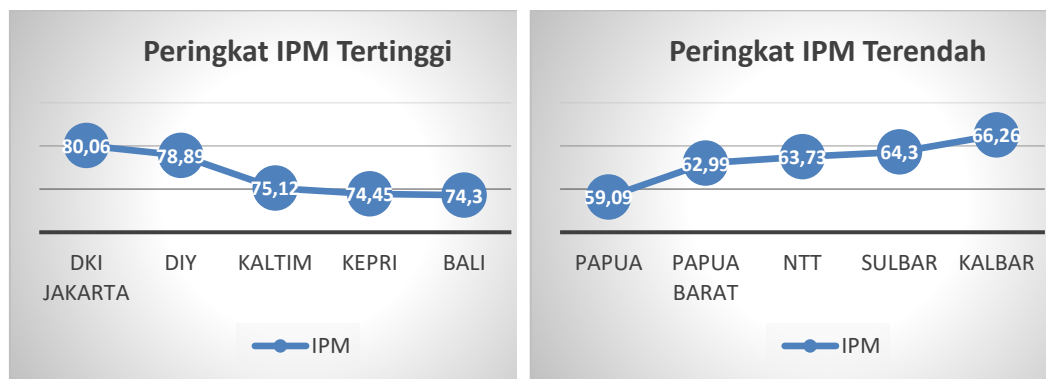 Peringkat IPM Tertinggi
80,06
78,89
75,12
74,45
74,3
DKI
JAKARTA
DIY
KALTIM
KEPRI
BALI
IPM
Peringkat IPM Terendah
59,09
62,99
63,73
64,3
66,26
PAPUA
PAPUA
BARAT
NTT
SULBAR
KALBAR
IPM